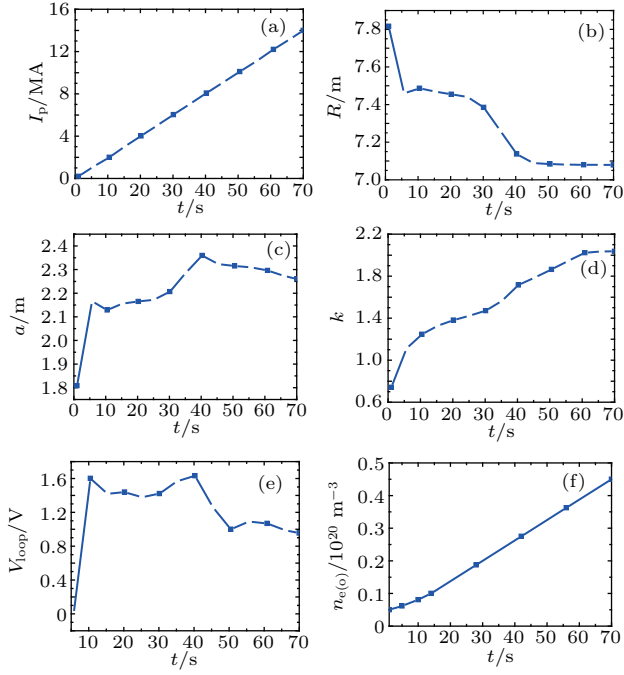 (a)
I_p/MA
16
12
8
4
0
0 10 20 30 40 50 60 70
t/s
(b)
R/m
7.8
7.6
7.4
7.2
7.0
0 10 20 30 40 50 60 70
t/s
(c)
a/m
2.4
2.3
2.2
2.1
2.0
1.9
1.8
0 10 20 30 40 50 60 70
t/s
(d)
k
2.2
1.8
1.4
1.0
0.6
0 10 20 30 40 50 60 70
t/s
(e)
V_loop/V
1.6
1.2
0.8
0.4
0
10 20 30 40 50 60 70
t/s
(f)
n_e(o)/10^20 m^−3
0.5
0.4
0.3
0.2
0.1
0
0 10 20 30 40 50 60 70
t/s